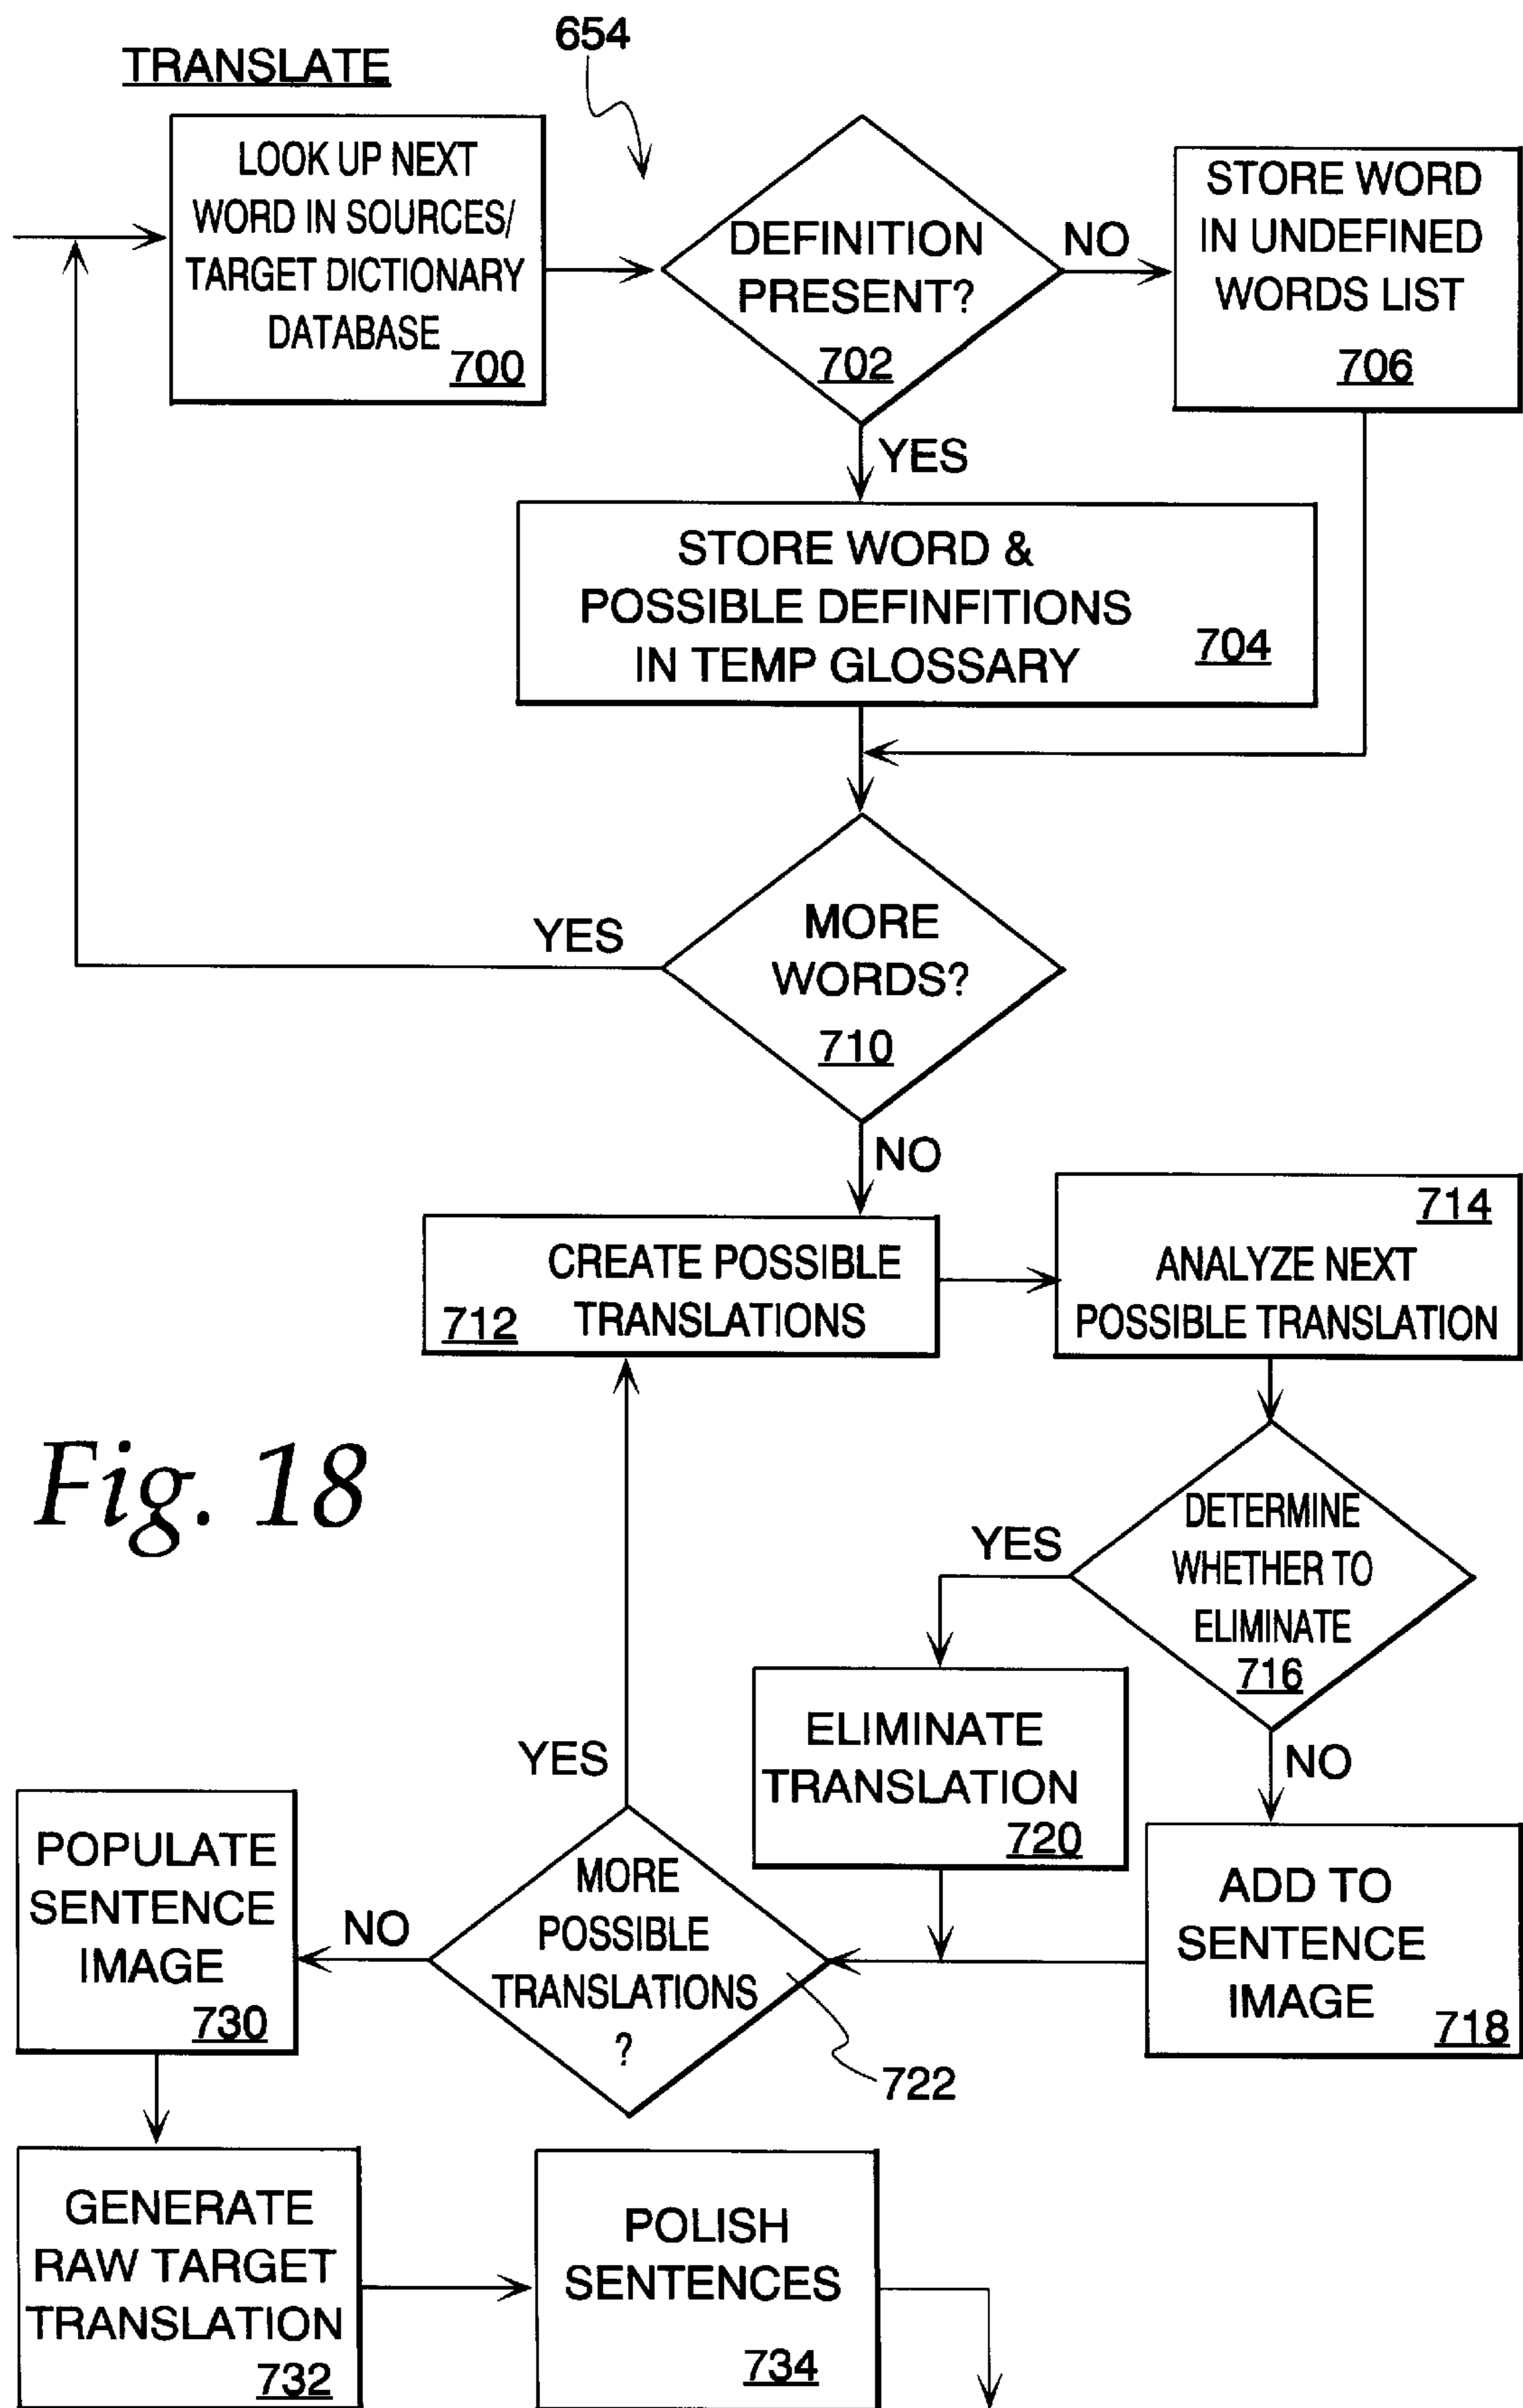 TRANSLATE
654
LOOK UP NEXT
WORD IN SOURCES/
TARGET DICTIONARY
DATABASE
700
DEFINITION
PRESENT?
702
NO
STORE WORD
IN UNDEFINED
WORDS LIST
706
YES
STORE WORD &
POSSIBLE DEFINFITIONS
IN TEMP GLOSSARY
704
YES
MORE
WORDS?
710
NO
CREATE POSSIBLE
TRANSLATIONS
712
714
ANALYZE NEXT
POSSIBLE TRANSLATION
Fig. 18
YES
DETERMINE
WHETHER TO
ELIMINATE
716
NO
ELIMINATE
TRANSLATION
720
ADD TO
SENTENCE
IMAGE
718
YES
MORE
POSSIBLE
TRANSLATIONS
?
722
NO
POPULATE
SENTENCE
IMAGE
730
GENERATE
RAW TARGET
TRANSLATION
732
POLISH
SENTENCES
734